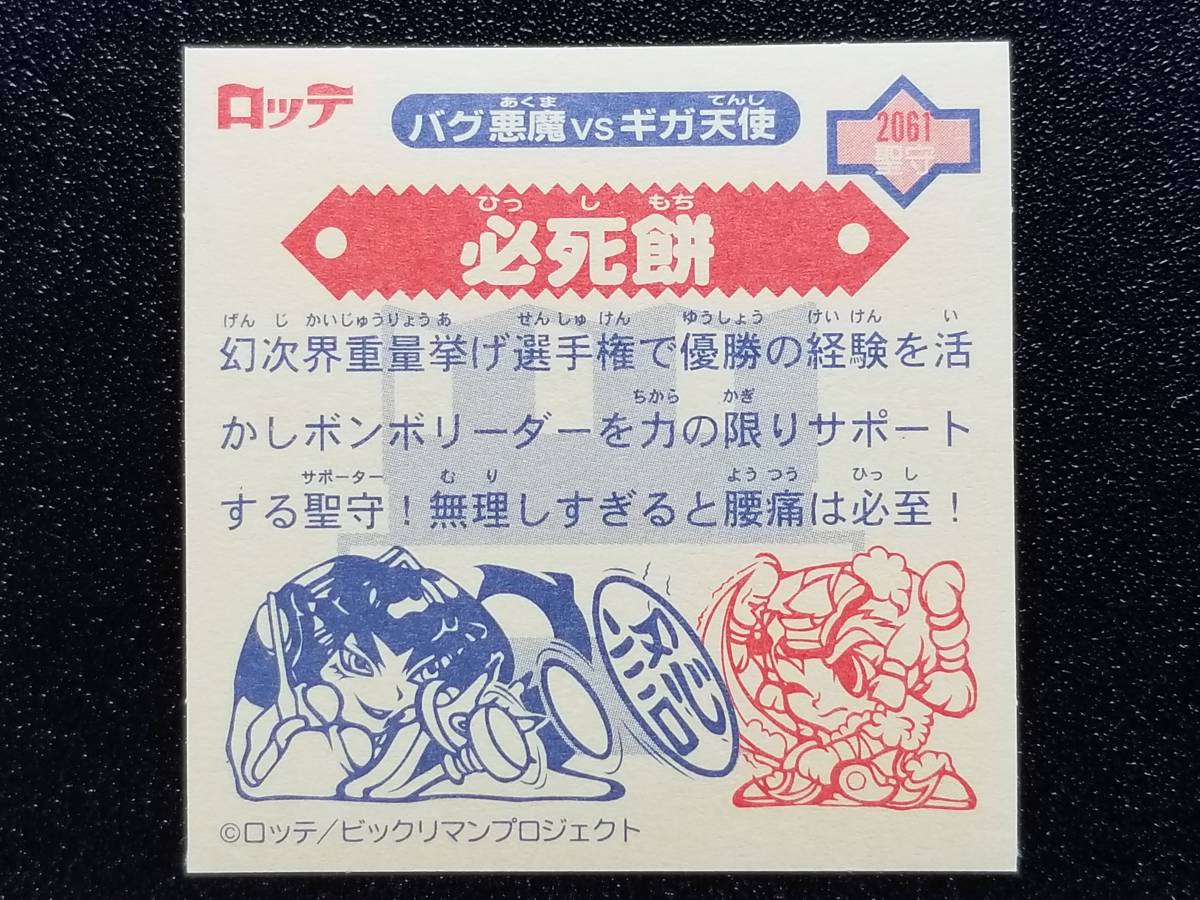 ロッテ
バグ悪魔vsギガ天使
あくま てんし
2061
聖守
ひっ し もち
必死餅
げん じ かいじゅうりょう あ せん しゅ けん ゆうしょう けい けん い
幻次界重量挙げ選手権で優勝の経験を活
ちから かぎ
かしボンボリーダーを力の限りサポート
サポーター む り よう つう ひっ し
する聖守！無理しすぎると腰痛は必至！
©ロッテ/ビックリマンプロジェクト